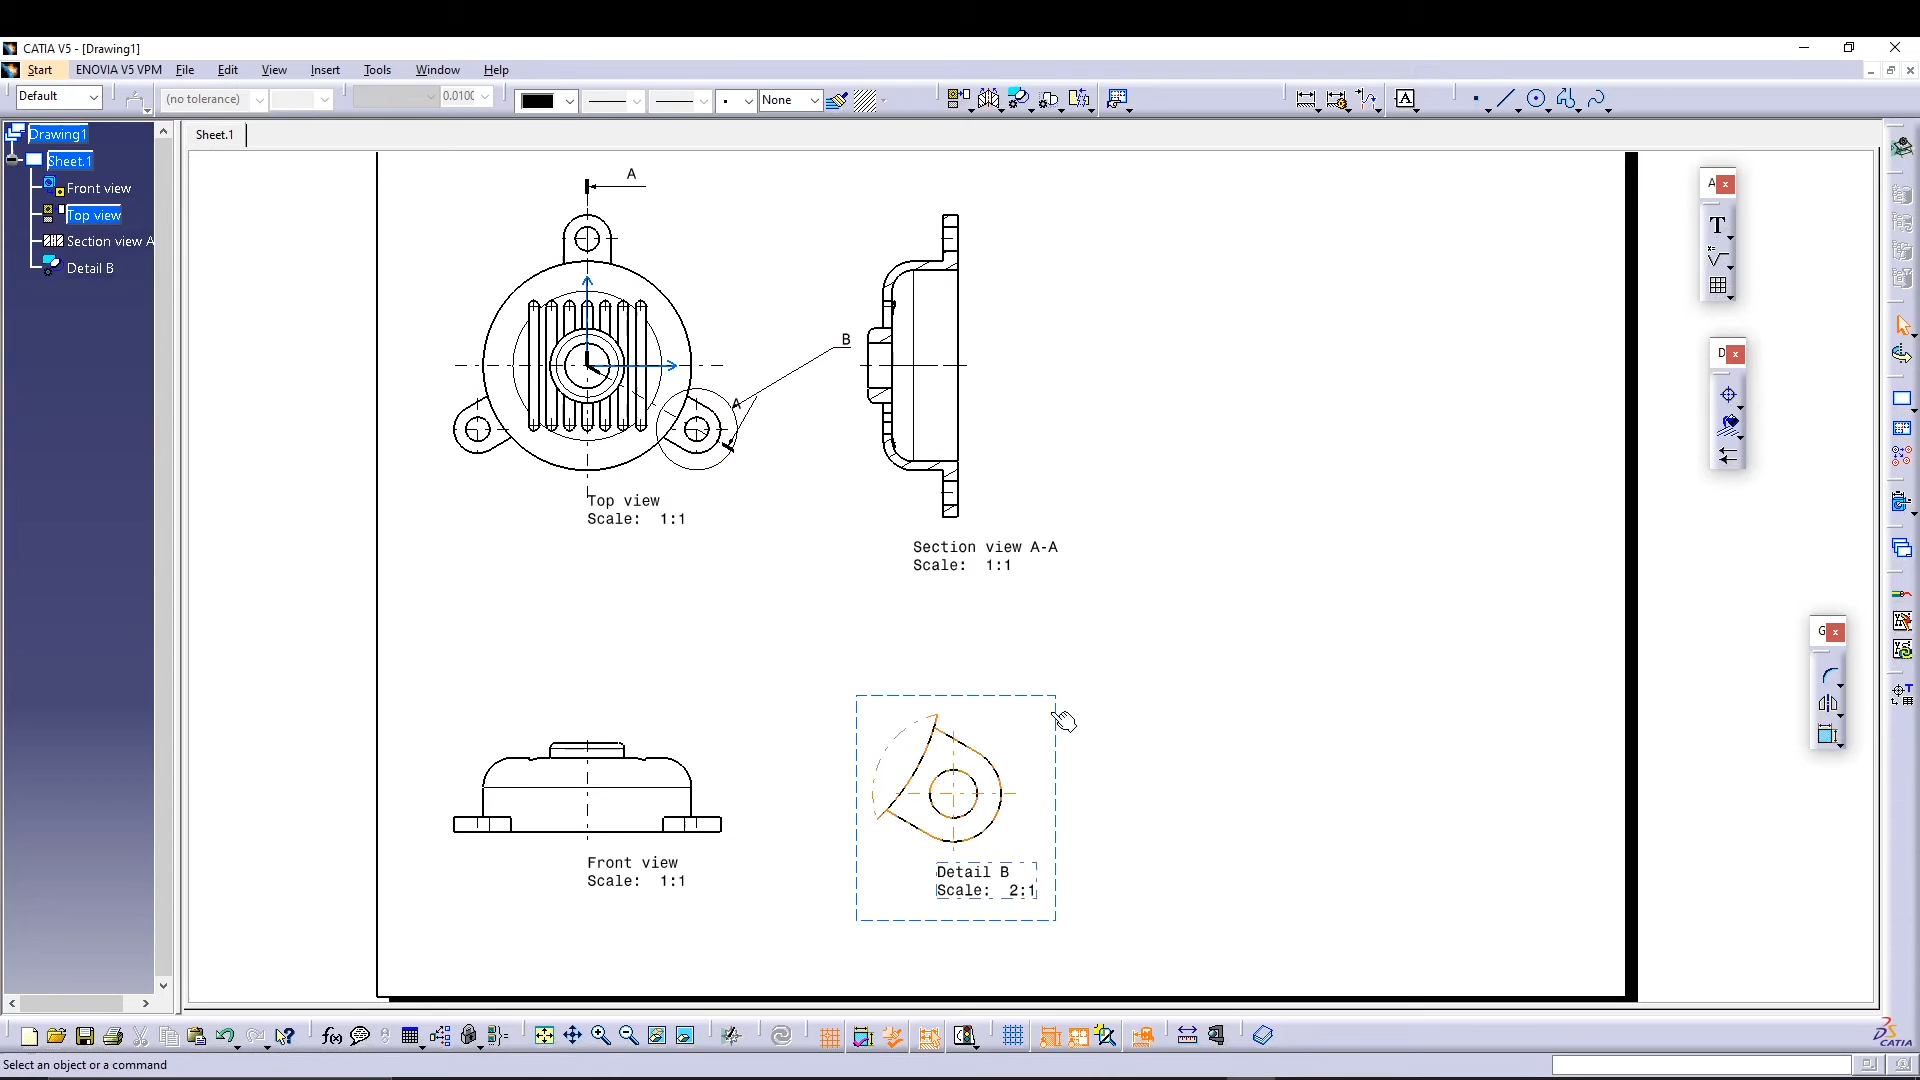 CATIA V5 - [Drawing1]
Start ENOVIA V5 VPM File Edit View Insert Tools Window Help
Default (no tolerance) 0.0100 None
Drawing1
Sheet.1
Front view
Top view
Section view A
Detail B
Sheet.1
A
B
A
Top view
Scale: 1:1
Section view A-A
Scale: 1:1
Front view
Scale: 1:1
Detail B
Scale: 2:1
A
D
G
Select an object or a command
CATIA